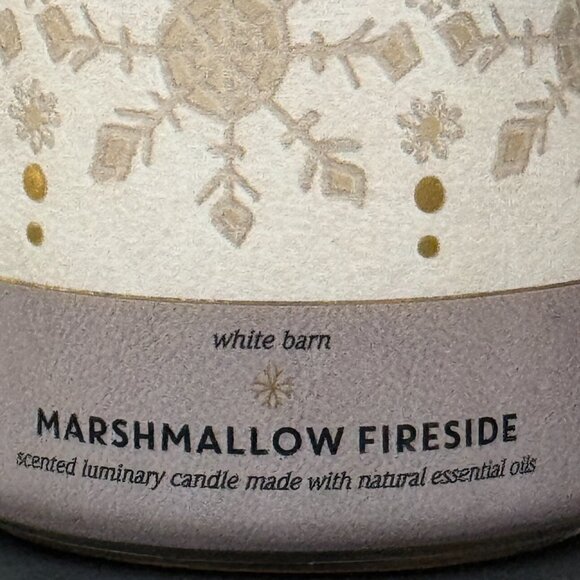 white barn
MARSHMALLOW FIRESIDE
scented luminary candle made with natural essential oils